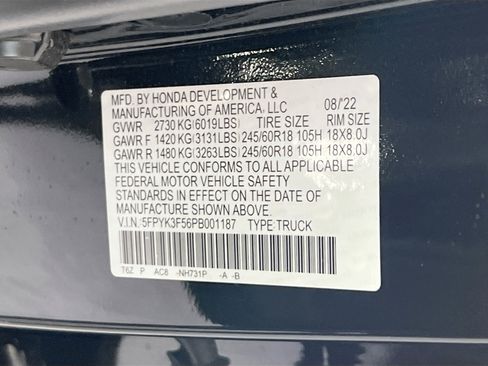 MFD. BY HONDA DEVELOPMENT &
MANUFACTURING OF AMERICA, LLC 08/'22
GVWR 2730 KG(6019LBS) TIRE SIZE RIM SIZE
GAWR F 1420 KG(3131LBS) 245/60R18 105H 18X8.0J
GAWR R 1480 KG(3263LBS) 245/60R18 105H 18X8.0J
THIS VEHICLE CONFORMS TO ALL APPLICABLE
FEDERAL MOTOR VEHICLE SAFETY
STANDARDS IN EFFECT ON THE DATE OF
MANUFACTURE SHOWN ABOVE.
V.I.N.:5FPYK3F56PB001187 TYPE:TRUCK
T6Z P AC8 -NH731P -A -B